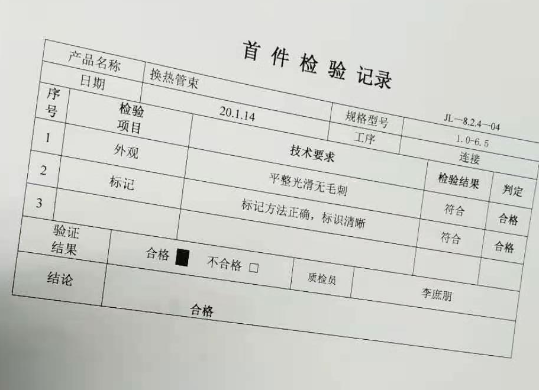 首件检验记录
JL—8.2.4—04
产品名称 换热管束 规格型号 1.0-6.5
日期 20.1.14 工序 连接
序号 检验项目 技术要求 检验结果 判定
1 外观 平整光滑无毛刺 符合 合格
2 标记 标记方法正确，标识清晰 符合 合格
3
验证结果 合格 ■ 不合格 □ 质检员 李庶朋
结论 合格